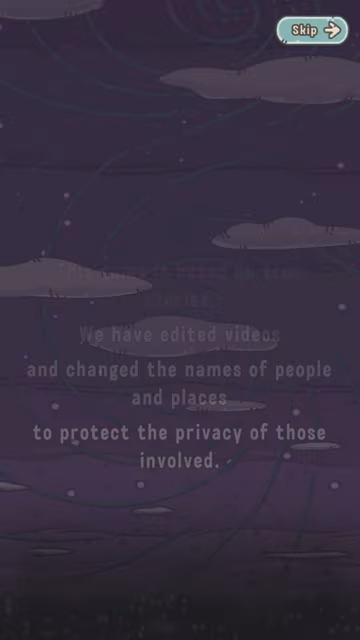 Skip
We have edited videos
and changed the names of people
and places
to protect the privacy of those
involved.